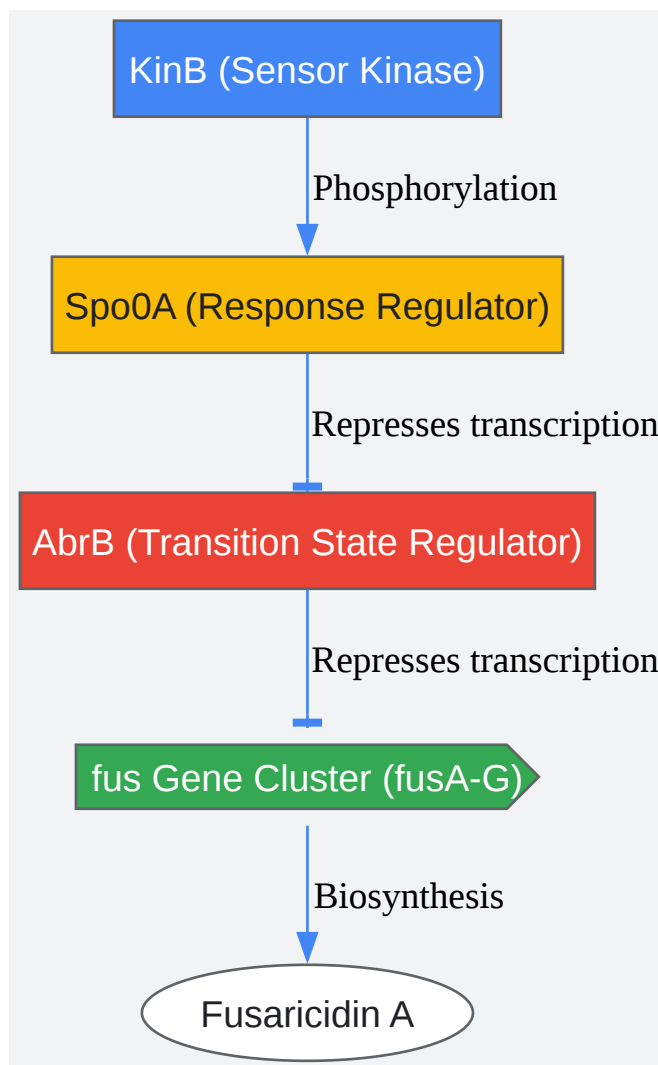 KinB (Sensor Kinase)
Phosphorylation
Spo0A (Response Regulator)
Represses transcription
AbrB (Transition State Regulator)
Represses transcription
fus Gene Cluster (fusA-G)
Biosynthesis
Fusaricidin A